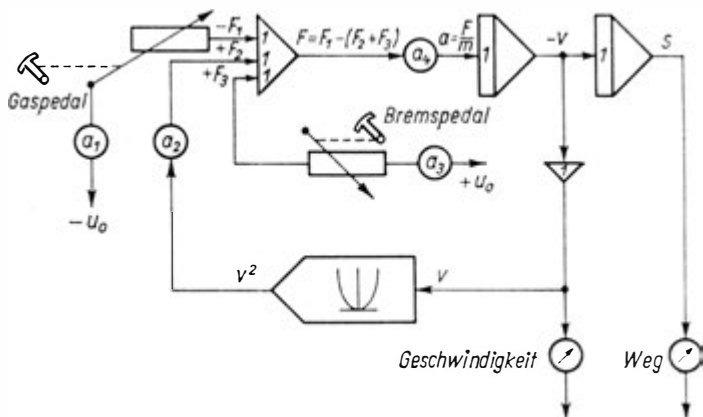 -F₁
+F₂
+F₃
1
1
1
F=F₁-(F₂+F₃)
a₄
a=F/m
1
-V
1
S
Gaspedal
a₁
a₂
Bremspedal
a₃
+u₀
-u₀
1
V²
V
Geschwindigkeit
Weg